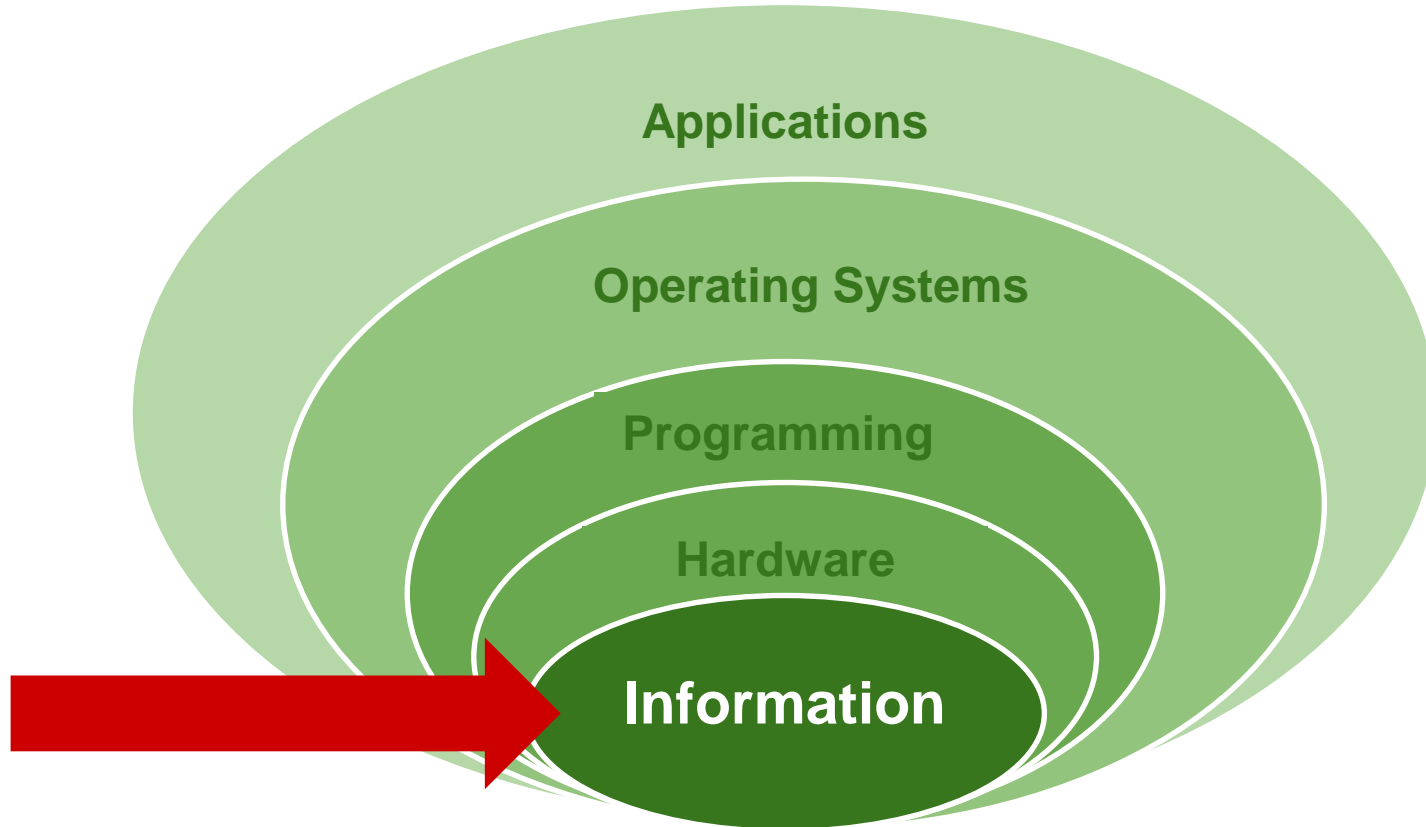 Applications
Operating Systems
Programming
Hardware
Information